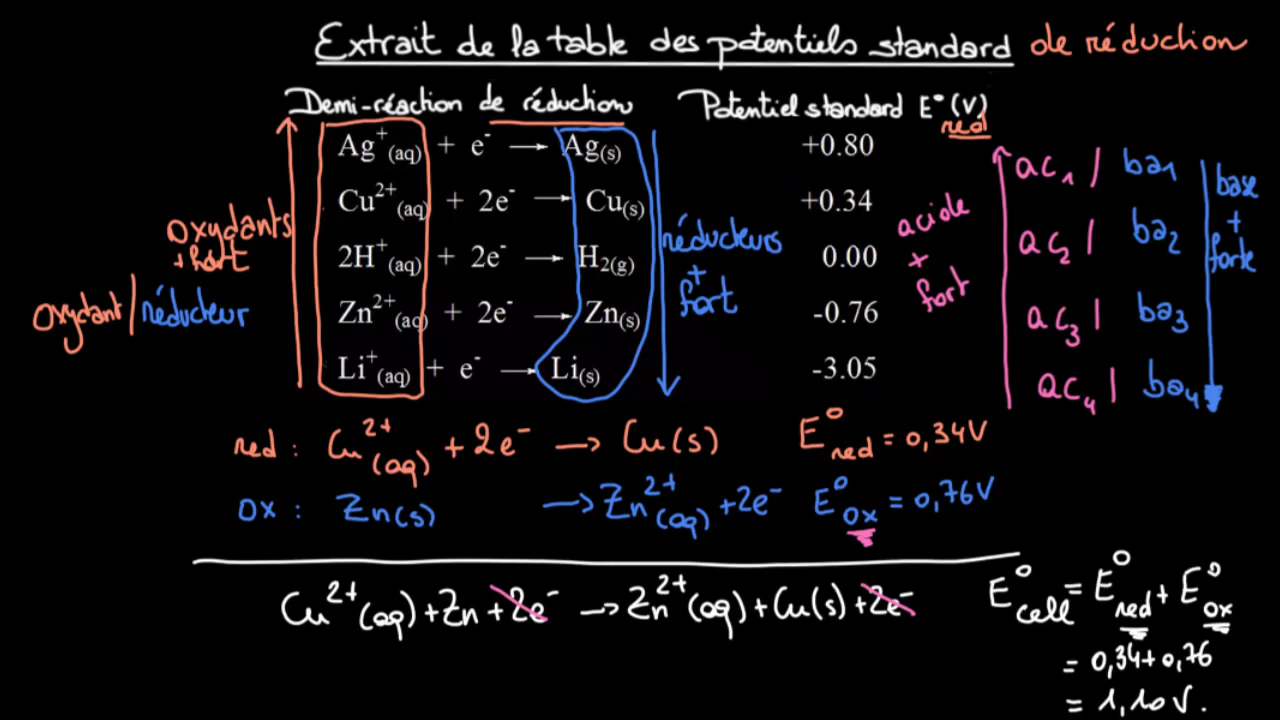 Extrait de la table des potentiels standard de réduction
Demi-réaction de réduction Potentiel standard E°(V)
red
Ag⁺(aq) + e⁻ → Ag(s) +0.80
Cu²⁺(aq) + 2e⁻ → Cu(s) +0.34
2H⁺(aq) + 2e⁻ → H₂(g) 0.00
Zn²⁺(aq) + 2e⁻ → Zn(s) -0.76
Li⁺(aq) + e⁻ → Li(s) -3.05
oxydants
+ fort
oxydant/réducteur
réducteurs
+
fort
acide
+
fort
ac₁ | ba₁
ac₂ | ba₂
ac₃ | ba₃
ac₄ | ba₄
base
+
forte
red : Cu²⁺(aq) + 2e⁻ → Cu(s) E°red = 0,34V
ox : Zn(s) → Zn²⁺(aq) + 2e⁻ E°ox = 0,76V
Cu²⁺(aq) + Zn + 2e⁻ → Zn²⁺(aq) + Cu(s) + 2e⁻
E°cell = E°red + E°ox
= 0,34+0,76
= 1,10V.